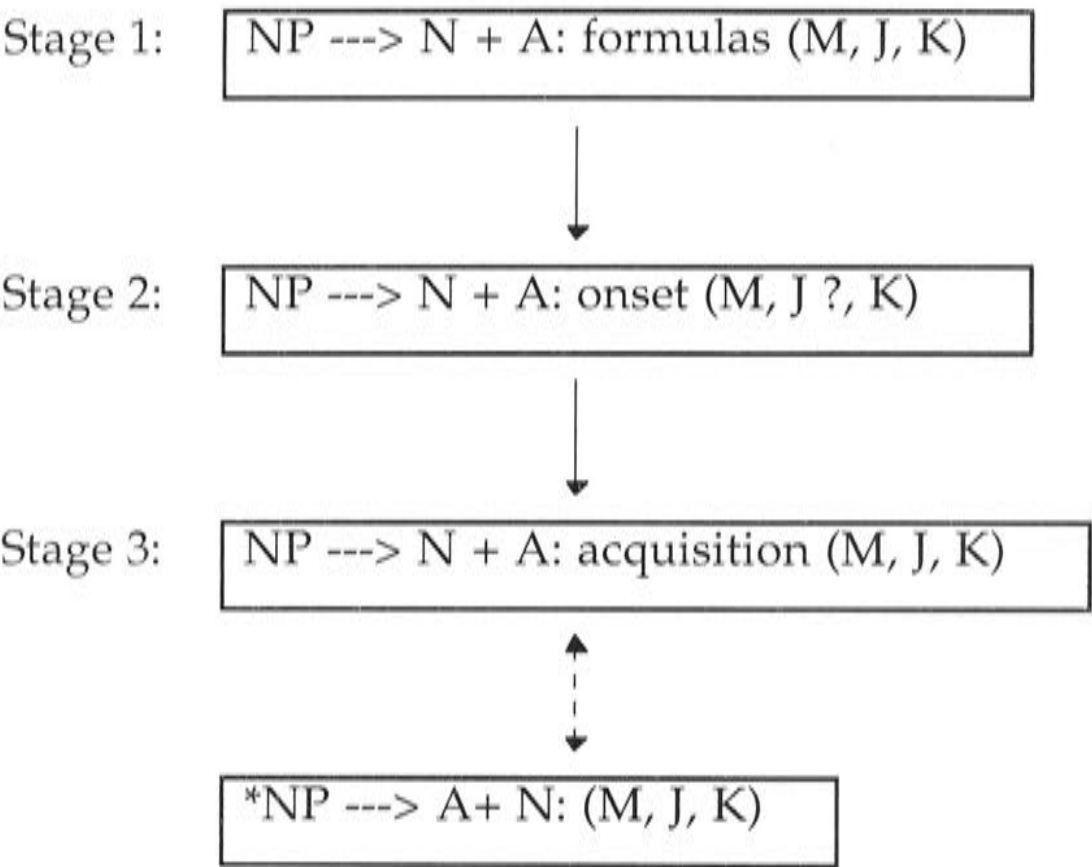 Stage 1: NP ---> N + A: formulas (M, J, K)
Stage 2: NP ---> N + A: onset (M, J ?, K)
Stage 3: NP ---> N + A: acquisition (M, J, K)
*NP ---> A+ N: (M, J, K)